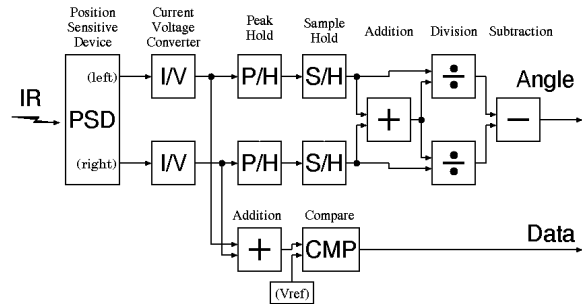 Position
Sensitive
Device
Current
Voltage
Converter
Peak
Hold
Sample
Hold
Addition
Division
Subtraction
IR
PSD
(left)
(right)
I/V
P/H
S/H
÷
Angle
+
−
I/V
P/H
S/H
÷
Addition
Compare
+
CMP
Data
(Vref)